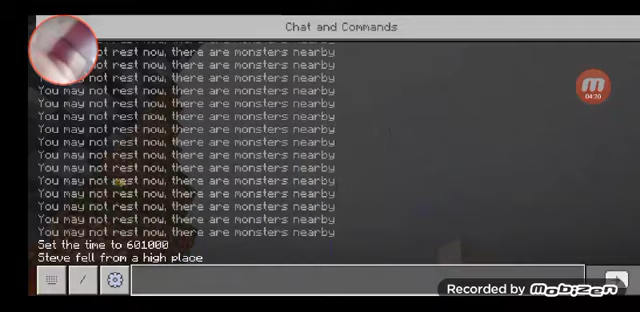 Chat and Commands
not rest now, there are monsters nearby
not rest now, there are monsters nearby
You may not rest now, there are monsters nearby
You may not rest now, there are monsters nearby
You may not rest now, there are monsters nearby
You may not rest now, there are monsters nearby
You may not rest now, there are monsters nearby
You may not rest now, there are monsters nearby
You may not rest now, there are monsters nearby
You may not rest now, there are monsters nearby
You may not rest now, there are monsters nearby
You may not rest now, there are monsters nearby
You may not rest now, there are monsters nearby
You may not rest now, there are monsters nearby
You may not rest now, there are monsters nearby
Set the time to 601000
Steve fell from a high place
04:20
/
Recorded by Mobizen